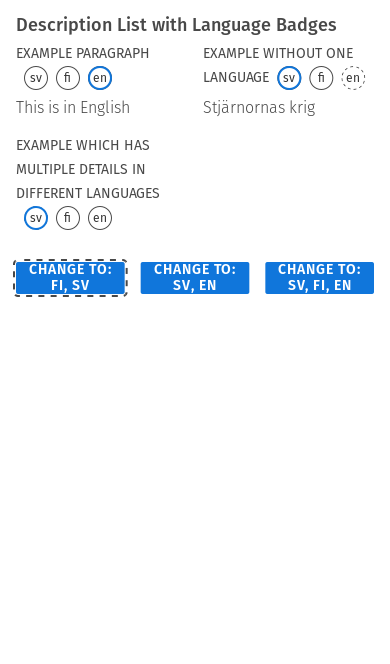 Description List with Language Badges
EXAMPLE PARAGRAPH
sv fi en
This is in English
EXAMPLE WITHOUT ONE
LANGUAGE sv fi en
Stjärnornas krig
EXAMPLE WHICH HAS
MULTIPLE DETAILS IN
DIFFERENT LANGUAGES
sv fi en
CHANGE TO:
FI, SV
CHANGE TO:
SV, EN
CHANGE TO:
SV, FI, EN